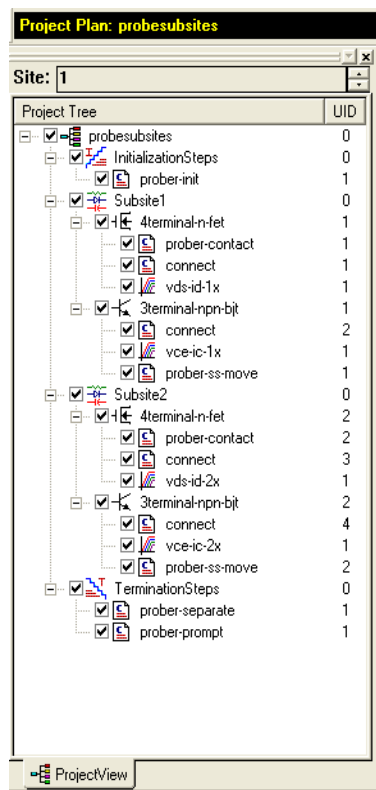 Project Plan: probesubsites
Site: 1
Project Tree UID
probesubsites 0
InitializationSteps 0
prober-init 1
Subsite1 0
4terminal-n-fet 1
prober-contact 1
connect 1
vds-id-1x 1
3terminal-npn-bjt 1
connect 2
vce-ic-1x 1
prober-ss-move 1
Subsite2 0
4terminal-n-fet 2
prober-contact 2
connect 3
vds-id-2x 1
3terminal-npn-bjt 2
connect 4
vce-ic-2x 1
prober-ss-move 2
TerminationSteps 0
prober-separate 1
prober-prompt 1
ProjectView